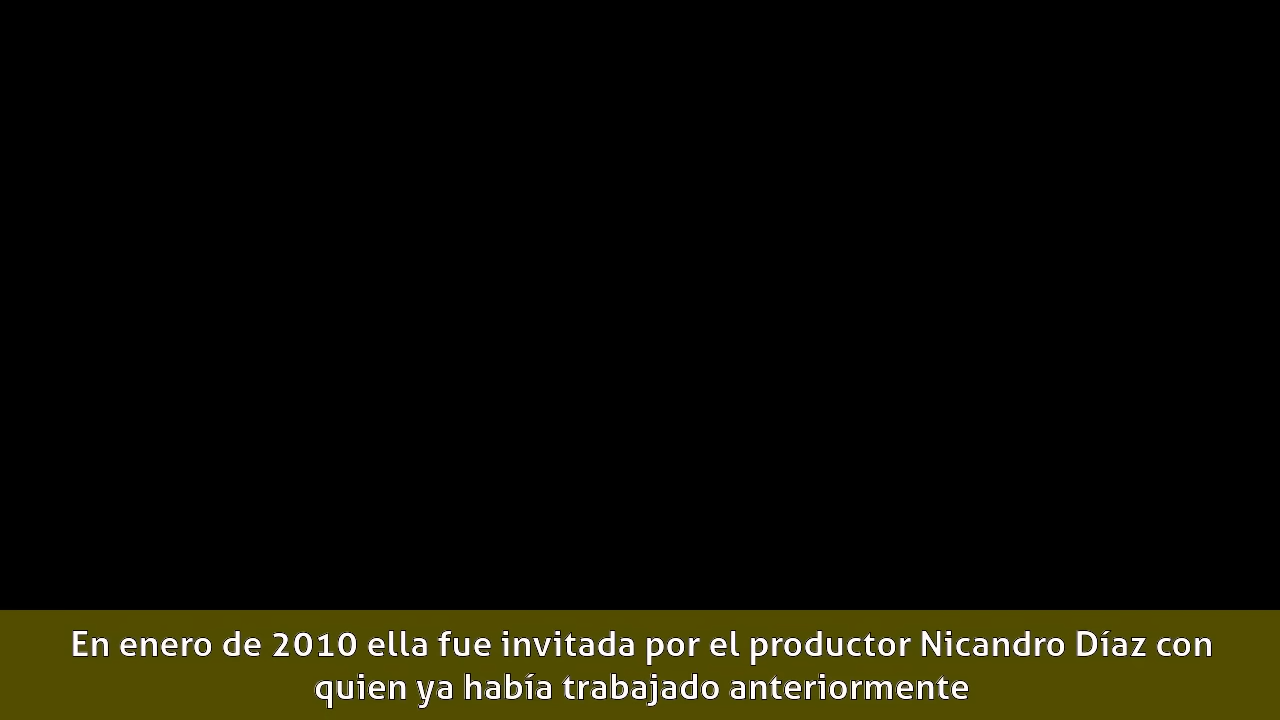 En enero de 2010 ella fue invitada por el productor Nicandro Díaz con
quien ya había trabajado anteriormente